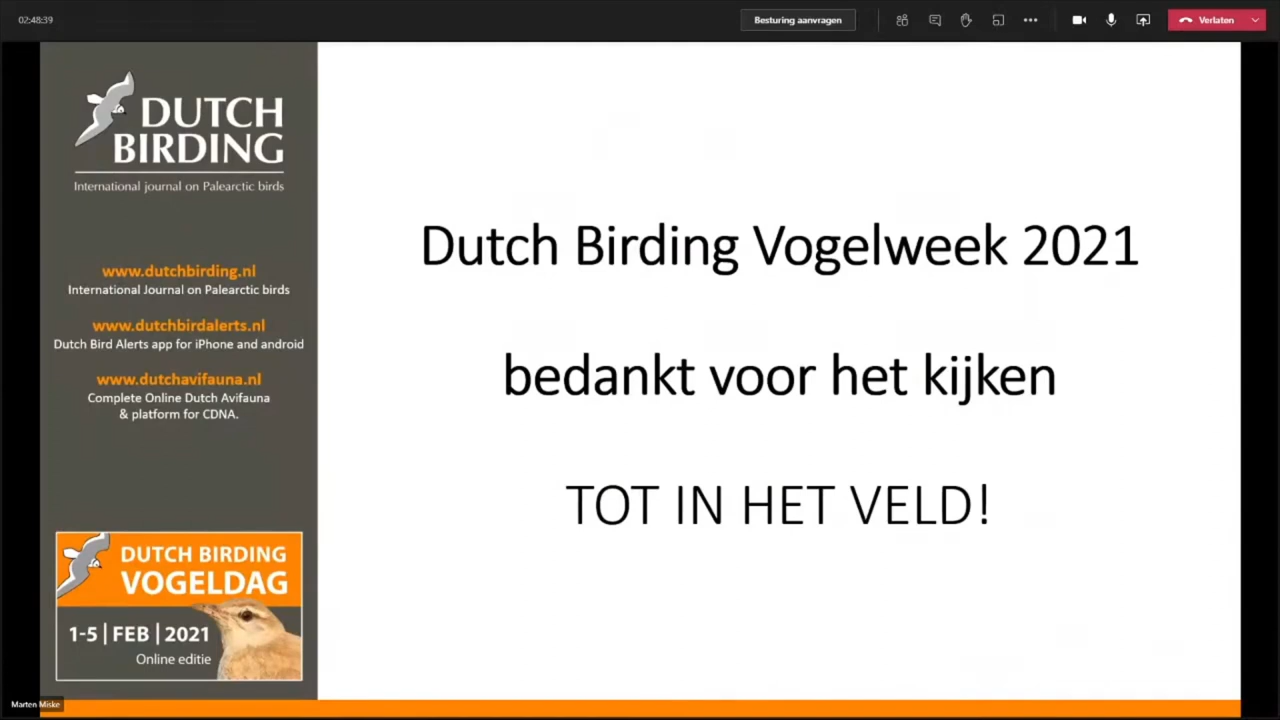 02:48:39
Besturing aanvragen
Verlaten
DUTCH
BIRDING
International journal on Palearctic birds
www.dutchbirding.nl
International Journal on Palearctic birds
www.dutchbirdalerts.nl
Dutch Bird Alerts app for iPhone and android
www.dutchavifauna.nl
Complete Online Dutch Avifauna
& platform for CDNA.
DUTCH BIRDING
VOGELDAG
1-5 | FEB | 2021
Online editie
Dutch Birding Vogelweek 2021
bedankt voor het kijken
TOT IN HET VELD!
Marten Miske